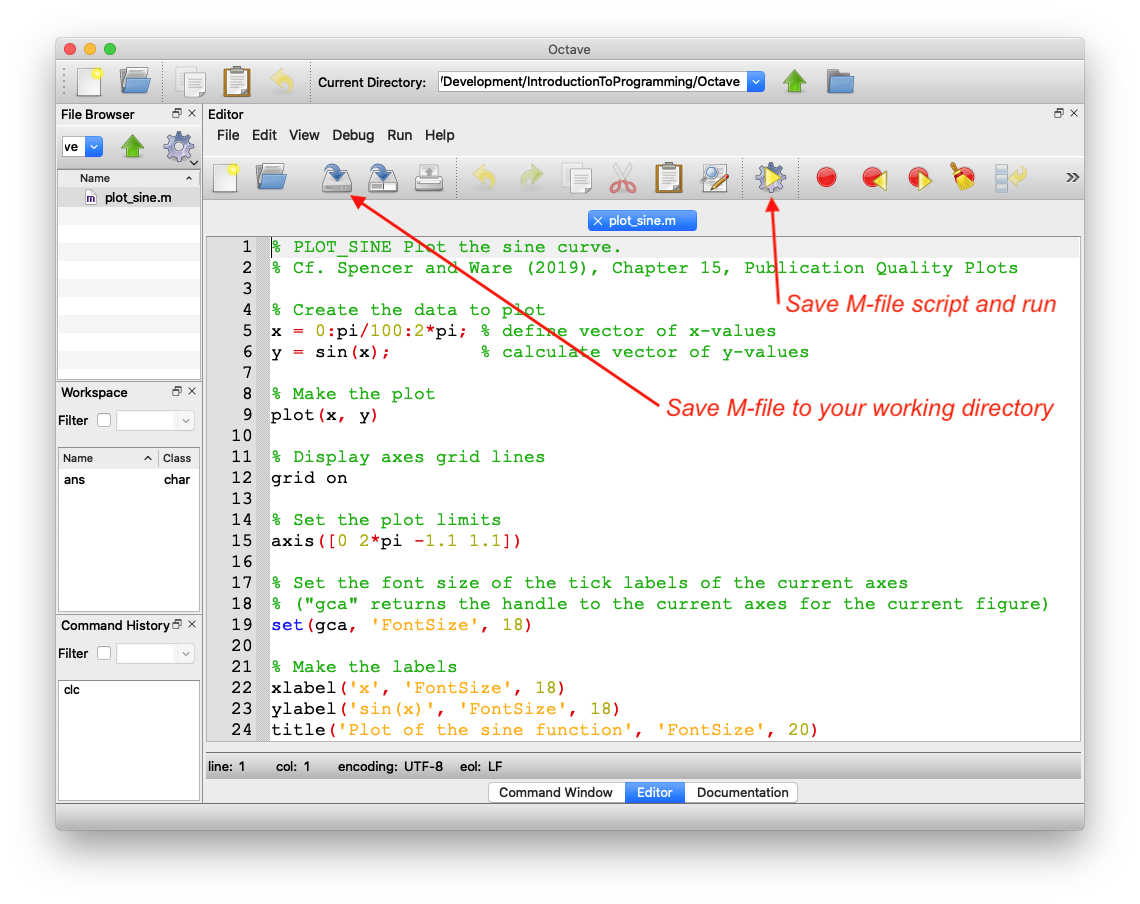 Octave
Current Directory: /Development/IntroductionToProgramming/Octave
File Browser
ve
Name
plot_sine.m
Workspace
Filter
Name Class
ans char
Command History
Filter
clc
Editor
File Edit View Debug Run Help
plot_sine.m
1 % PLOT_SINE Plot the sine curve.
2 % Cf. Spencer and Ware (2019), Chapter 15, Publication Quality Plots
3
4 % Create the data to plot
5 x = 0:pi/100:2*pi; % define vector of x-values
6 y = sin(x); % calculate vector of y-values
7
8 % Make the plot
9 plot(x, y)
10
11 % Display axes grid lines
12 grid on
13
14 % Set the plot limits
15 axis([0 2*pi -1.1 1.1])
16
17 % Set the font size of the tick labels of the current axes
18 % ("gca" returns the handle to the current axes for the current figure)
19 set(gca, 'FontSize', 18)
20
21 % Make the labels
22 xlabel('x', 'FontSize', 18)
23 ylabel('sin(x)', 'FontSize', 18)
24 title('Plot of the sine function', 'FontSize', 20)
Save M-file script and run
Save M-file to your working directory
line: 1 col: 1 encoding: UTF-8 eol: LF
Command Window Editor Documentation